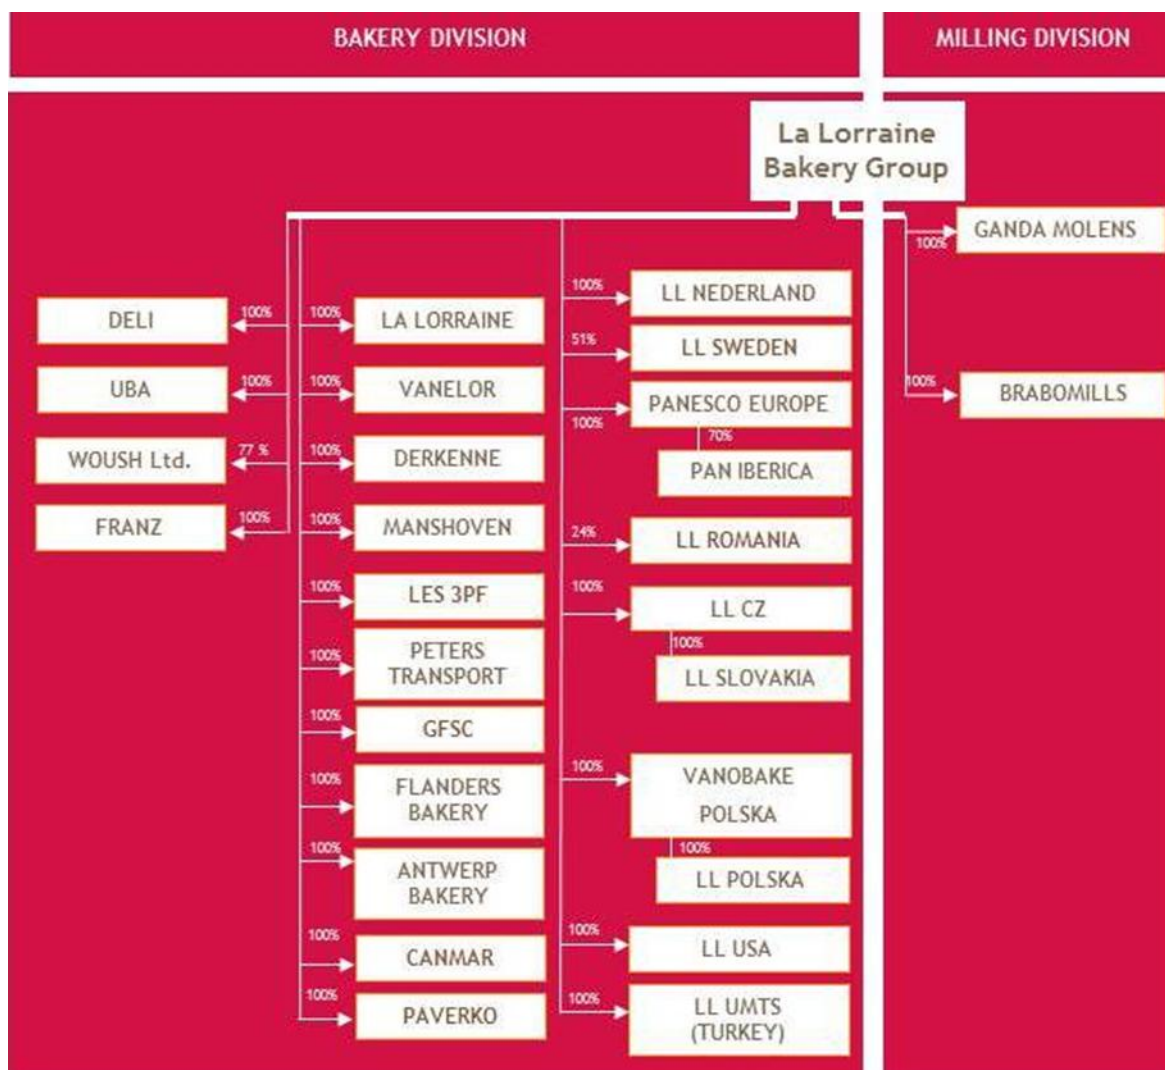 BAKERY DIVISION
MILLING DIVISION
La Lorraine
Bakery Group
100%
GANDA MOLENS
100%
BRABOMILLS
100%
DELI
100%
UBA
77 %
WOUSH Ltd.
100%
FRANZ
100%
LA LORRAINE
100%
VANELOR
100%
DERKENNE
100%
MANSHOVEN
100%
LES 3PF
100%
PETERS
TRANSPORT
100%
GFSC
100%
FLANDERS
BAKERY
100%
ANTWERP
BAKERY
100%
CANMAR
100%
PAVERKO
100%
LL NEDERLAND
51%
LL SWEDEN
100%
PANESCO EUROPE
70%
PAN IBERICA
24%
LL ROMANIA
100%
LL CZ
100%
LL SLOVAKIA
100%
VANOBAKE
POLSKA
100%
LL POLSKA
100%
LL USA
100%
LL UMTS
(TURKEY)